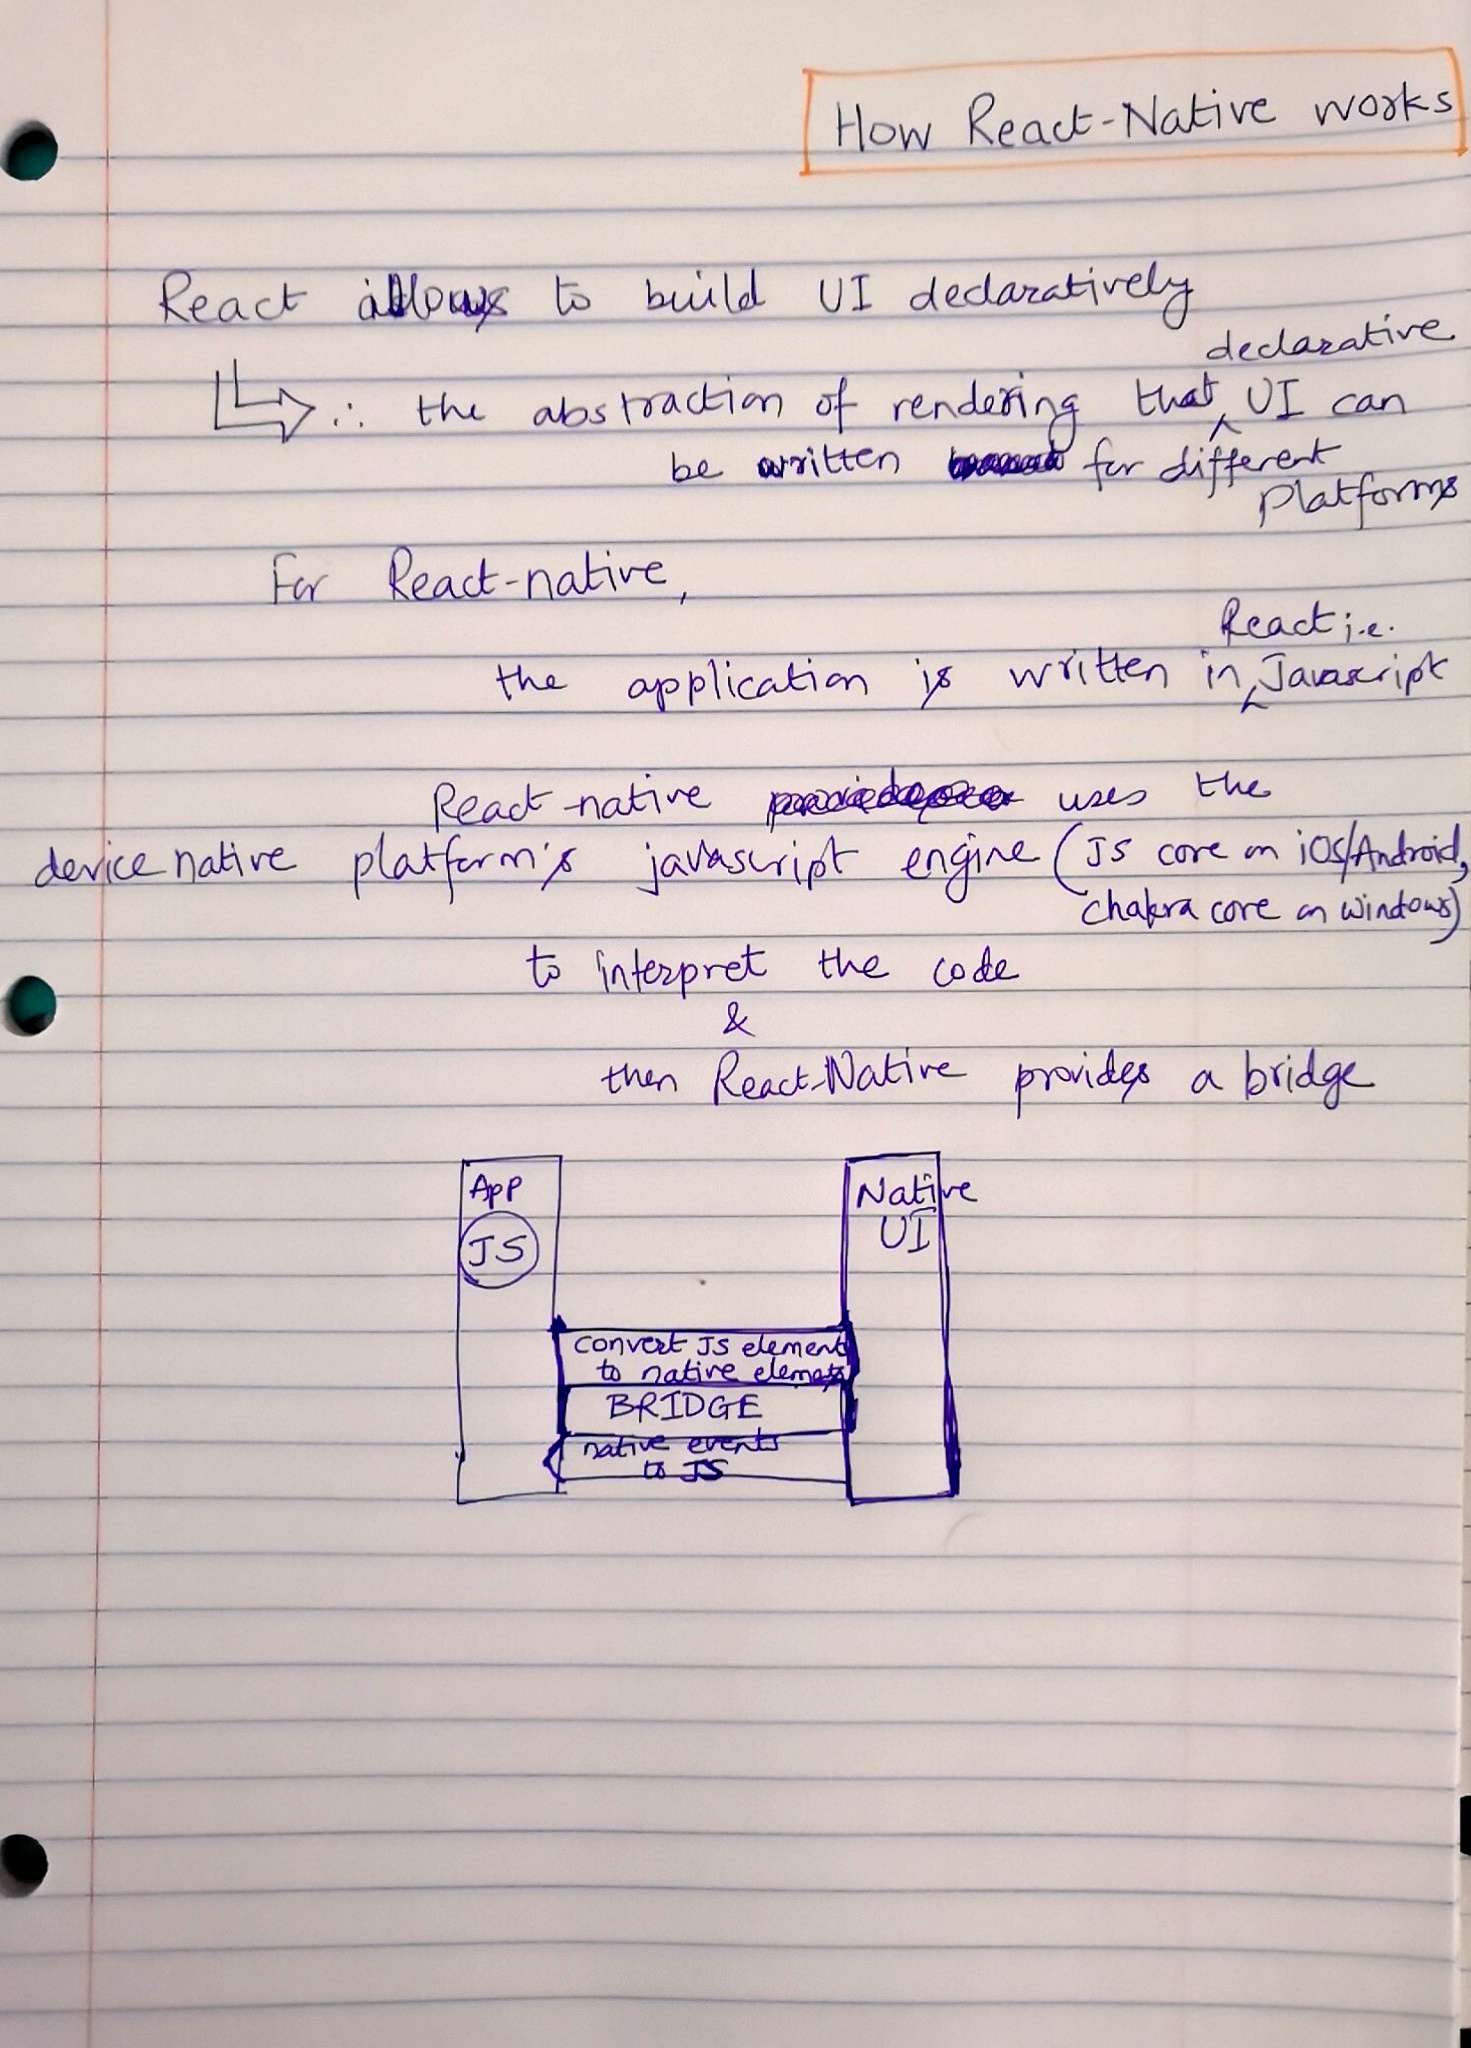 How React-Native works
React allows to build UI declaratively
∴ the abstraction of rendering that declarative UI can
be written for different
Platforms
For React-native,
the application is written in React i.e. Javascript
React-native uses the
device native platform's javascript engine (JS core on iOS/Android,
chakra core on windows)
to interpret the code
&
then React-Native provides a bridge
App
JS
Native
UI
convert JS element
to native elements
BRIDGE
native events
to JS